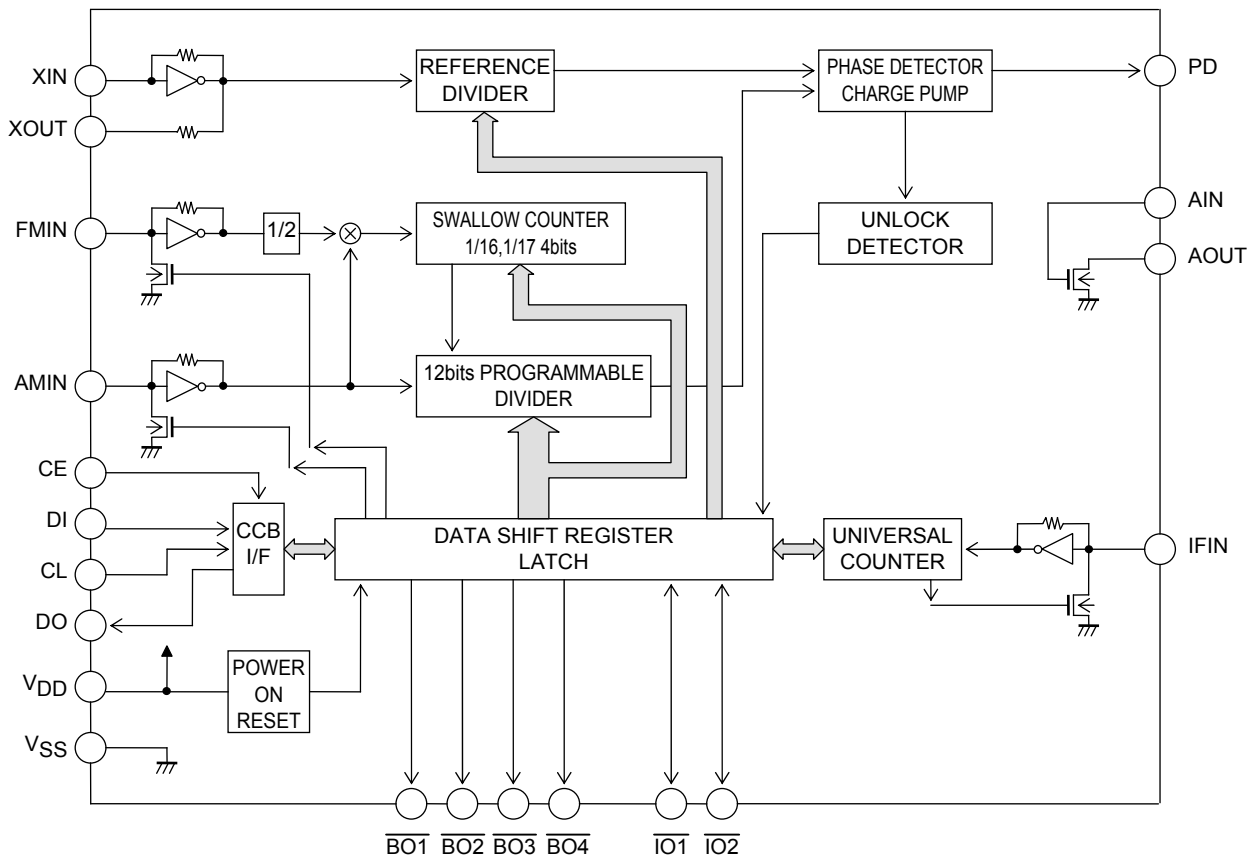 XIN
REFERENCE
DIVIDER
PHASE DETECTOR
CHARGE PUMP
PD
XOUT
FMIN
1/2
SWALLOW COUNTER
1/16,1/17 4bits
UNLOCK
DETECTOR
AIN
AOUT
AMIN
12bits PROGRAMMABLE
DIVIDER
CE
DI
CL
DO
CCB
I/F
DATA SHIFT REGISTER
LATCH
UNIVERSAL
COUNTER
IFIN
VDD
POWER
ON
RESET
VSS
BO1 BO2 BO3 BO4 IO1 IO2